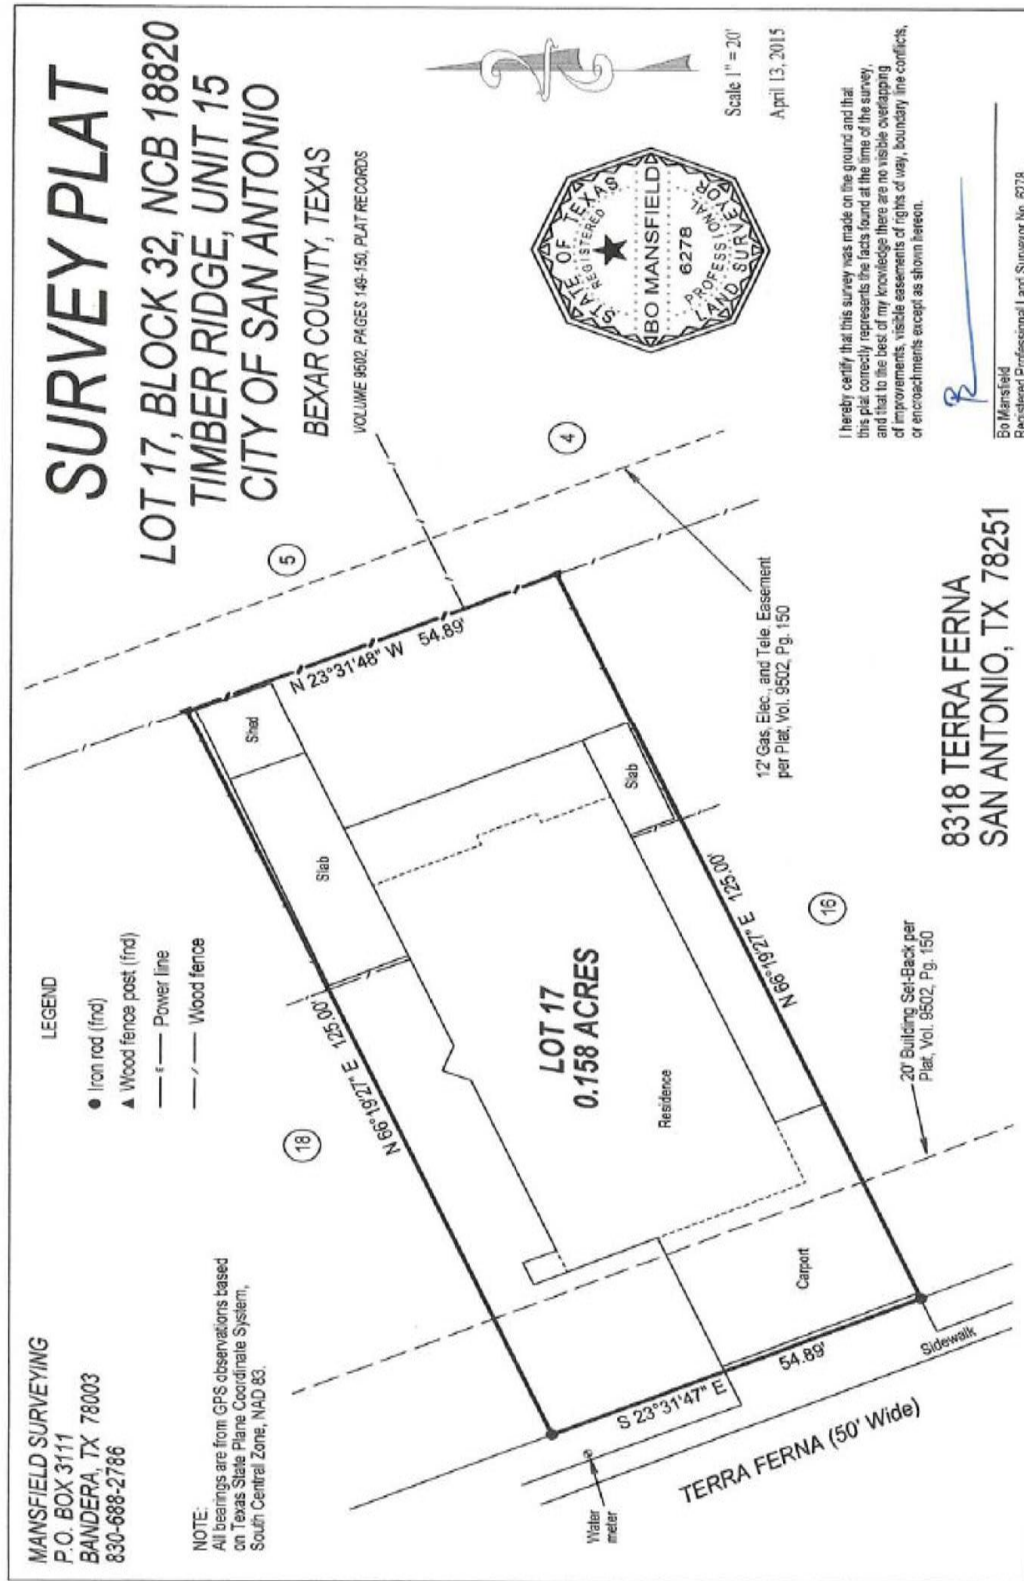 SURVEY PLAT
LOT 17, BLOCK 32, NCB 18820
TIMBER RIDGE, UNIT 15
CITY OF SAN ANTONIO
BEXAR COUNTY, TEXAS
VOLUME 9502, PAGES 149-150, PLAT RECORDS
MANSFIELD SURVEYING
P.O. BOX 3111
BANDERA, TX 78003
830-688-2786
NOTE:
All bearings are from GPS observations based
on Texas State Plane Coordinate System,
South Central Zone, NAD 83.
LEGEND
● Iron rod (fnd)
▲ Wood fence post (fnd)
— E — Power line
— / — Wood fence
18
5
4
16
N 66°19'27" E 125.00'
N 23°31'48" W 54.89'
Shed
Slab
Slab
LOT 17
0.158 ACRES
Residence
N 66°19'27" E 125.00'
Carport
S 23°31'47" E 54.89'
Sidewalk
Water
meter
TERRA FERNA (50' Wide)
12' Gas, Elec., and Tele. Easement
per Plat, Vol. 9502, Pg. 150
20' Building Set-Back per
Plat, Vol. 9502, Pg. 150
8318 TERRA FERNA
SAN ANTONIO, TX 78251
Scale 1" = 20'
April 13, 2015
STATE OF TEXAS
REGISTERED
BO MANSFIELD
6278
PROFESSIONAL
LAND SURVEYOR
I hereby certify that this survey was made on the ground and that
this plat correctly represents the facts found at the time of the survey,
and that to the best of my knowledge there are no visible overlapping
of improvements, visible easements of rights of way, boundary line conflicts,
or encroachments except as shown hereon.
Bo Mansfield
Registered Professional Land Surveyor No. 6278